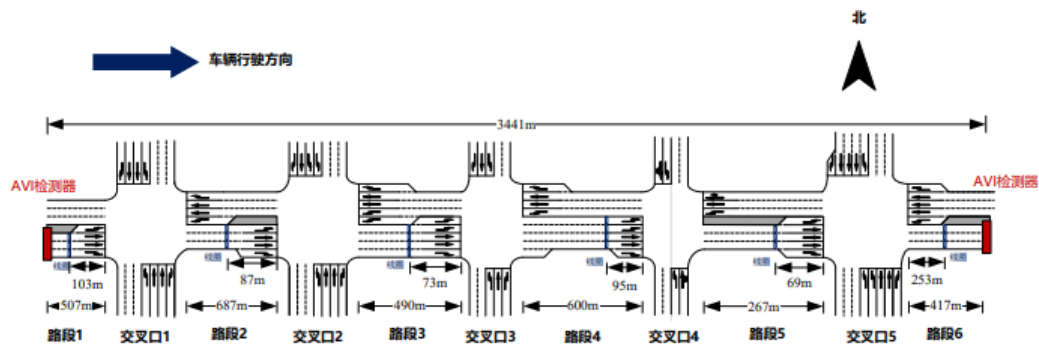 北
车辆行驶方向
3441m
AVI检测器
AVI检测器
线圈
线圈
线圈
线圈
线圈
线圈
103m
87m
73m
95m
69m
253m
507m
687m
490m
600m
267m
417m
路段1
交叉口1
路段2
交叉口2
路段3
交叉口3
路段4
交叉口4
路段5
交叉口5
路段6